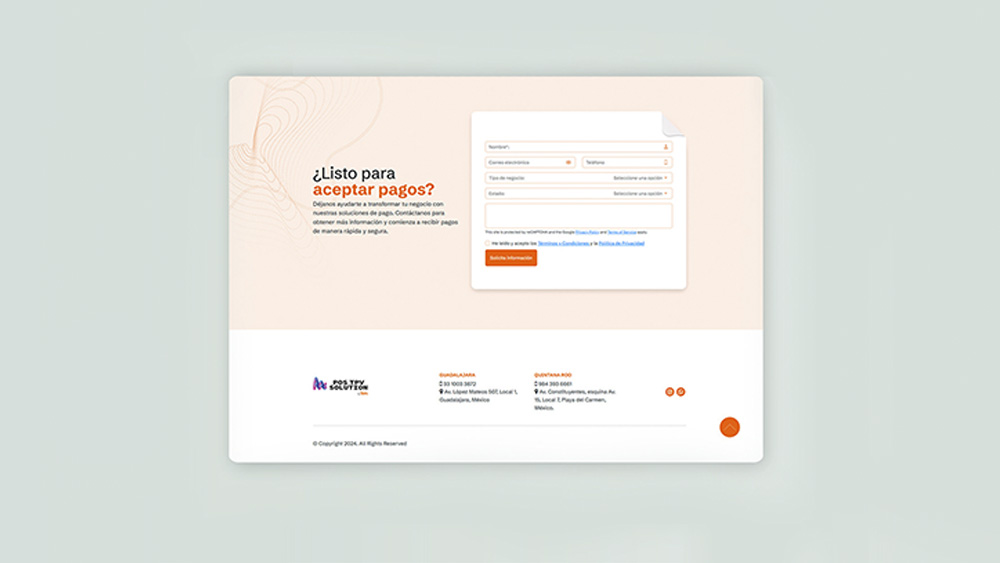 ¿Listo para
aceptar pagos?
Déjanos ayudarte a transformar tu negocio con
nuestras soluciones de pago. Contáctanos para
obtener más información y comienza a recibir pagos
de manera rápida y segura.
Nombre*:
Correo electrónico
Teléfono
Tipo de negocio
Seleccione una opción
Estado
Seleccione una opción
This site is protected by reCAPTCHA and the Google Privacy Policy and Terms of Service apply.
He leído y acepto los Términos y Condiciones y la Política de Privacidad
Solicita información
POS TPV
SOLUTION
GUADALAJARA
33 1003 3872
Av. López Mateos 507, Local 1,
Guadalajara, México
QUINTANA ROO
984 393 6661
Av. Constituyentes, esquina Av.
15, Local 7, Playa del Carmen,
México.
© Copyright 2024. All Rights Reserved